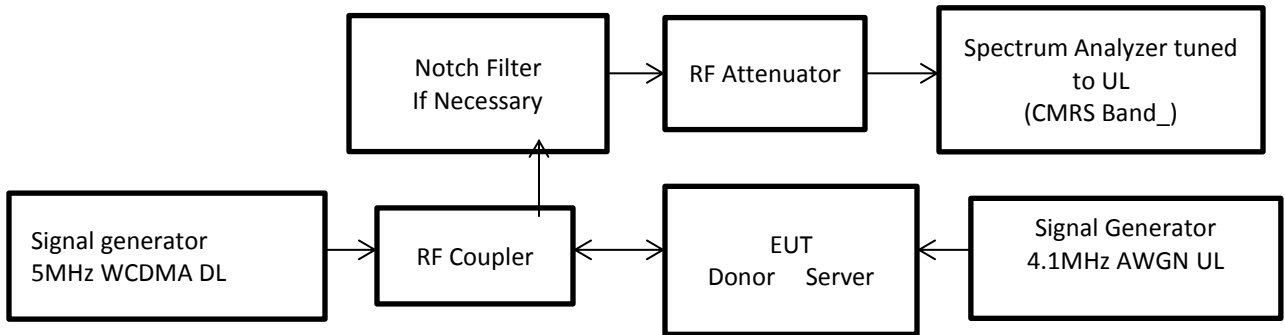 Notch Filter
If Necessary
RF Attenuator
Spectrum Analyzer tuned
to UL
(CMRS Band_)
Signal generator
5MHz WCDMA DL
RF Coupler
EUT
Donor Server
Signal Generator
4.1MHz AWGN UL